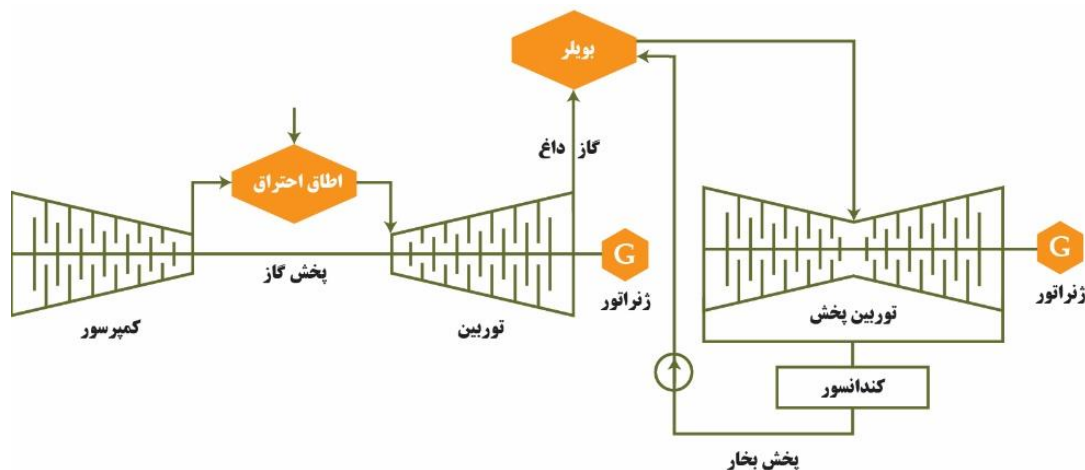 بویلر
گاز داغ
اطاق احتراق
G
G
پخش گاز
ژنراتور
ژنراتور
توربین پخش
کمپرسور
توربین
کندانسور
پخش بخار